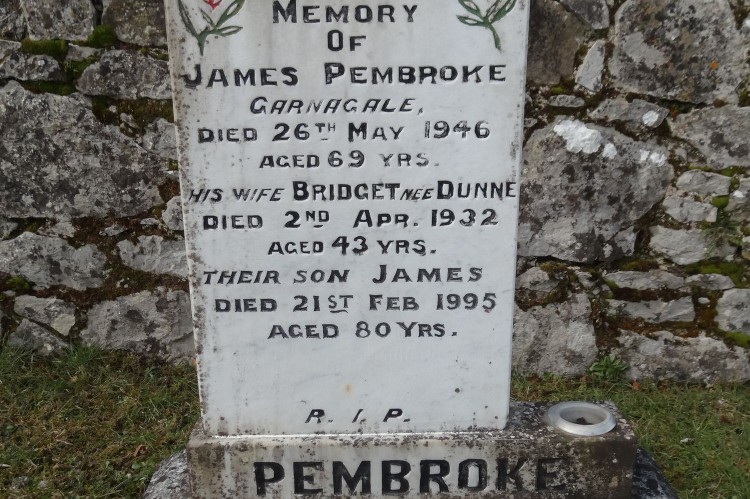 MEMORY
OF
JAMES PEMBROKE
GARNAGALE,
DIED 26TH MAY 1946
AGED 69 YRS.
HIS WIFE BRIDGET NEE DUNNE
DIED 2ND APR. 1932
AGED 43 YRS.
THEIR SON JAMES
DIED 21ST FEB 1995
AGED 80 YRS.
R.I.P.
PEMBROKE